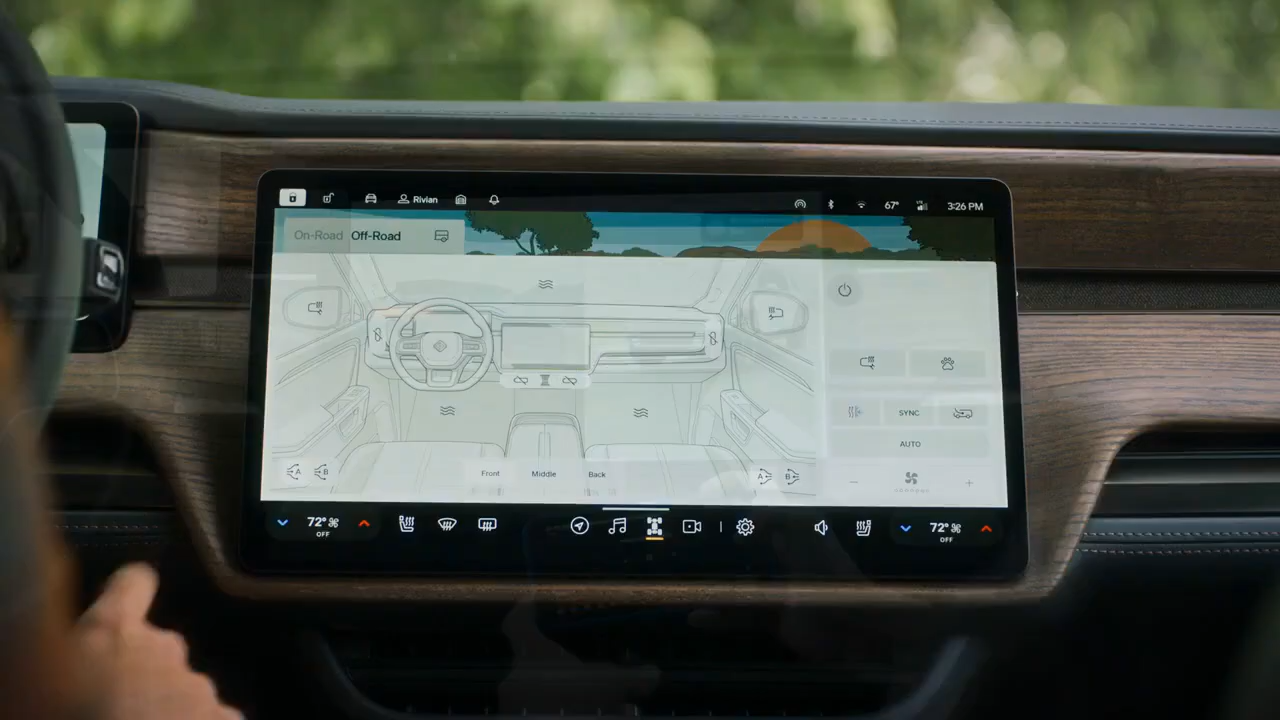 Rivian
67°
3:26 PM
On-Road Off-Road
SYNC
AUTO
A B
Front Middle Back
A B
72°
OFF
72°
OFF